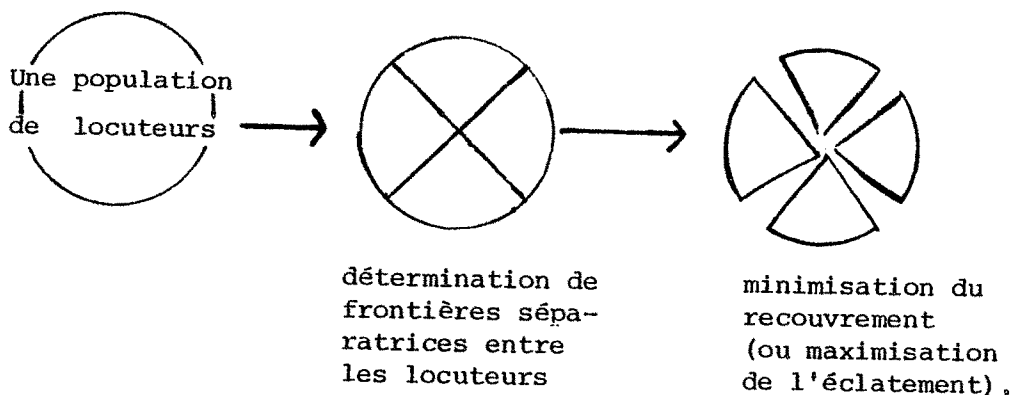 Une population
de locuteurs
détermination de
frontières sépa-
ratrices entre
les locuteurs
minimisation du
recouvrement
(ou maximisation
de l'éclatement).